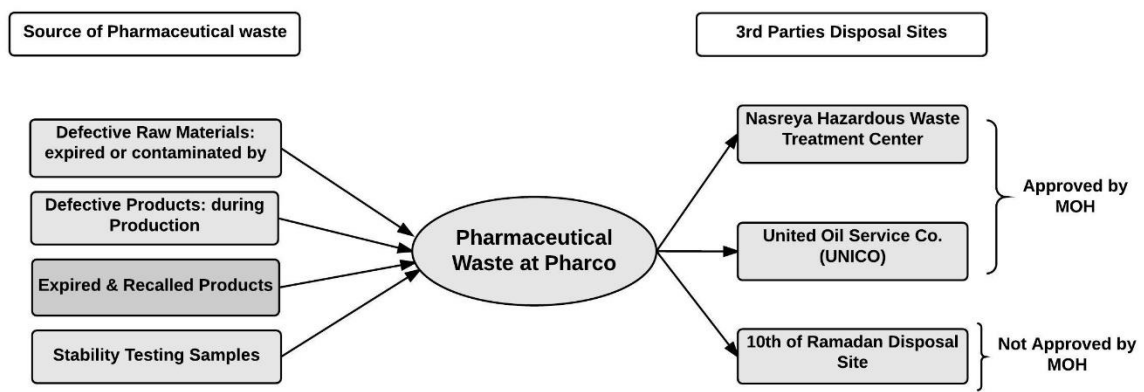 Source of Pharmaceutical waste
3rd Parties Disposal Sites
Defective Raw Materials:
expired or contaminated by
Defective Products: during
Production
Expired & Recalled Products
Stability Testing Samples
Pharmaceutical
Waste at Pharco
Nasreya Hazardous Waste
Treatment Center
United Oil Service Co.
(UNICO)
10th of Ramadan Disposal
Site
Approved by
MOH
Not Approved by
MOH